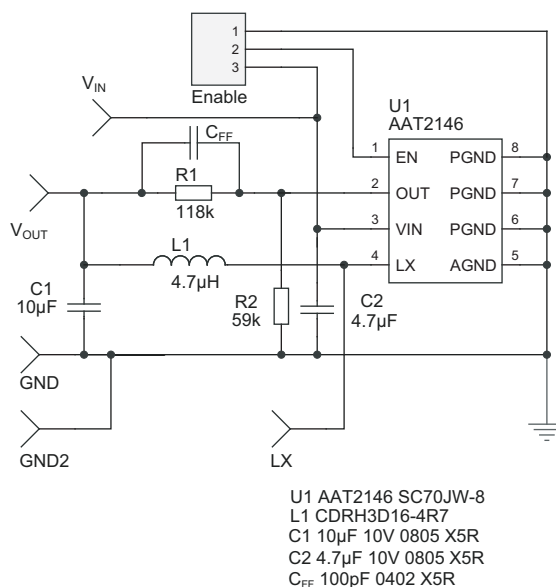 1
2
3
Enable
V_IN
U1
AAT2146
C_FF
R1
118k
V_OUT
1 EN PGND 8
2 OUT PGND 7
3 VIN PGND 6
4 LX AGND 5
L1
4.7µH
C1
10µF
R2
59k
C2
4.7µF
GND
GND2
LX
U1 AAT2146 SC70JW-8
L1 CDRH3D16-4R7
C1 10µF 10V 0805 X5R
C2 4.7µF 10V 0805 X5R
C_FF 100pF 0402 X5R